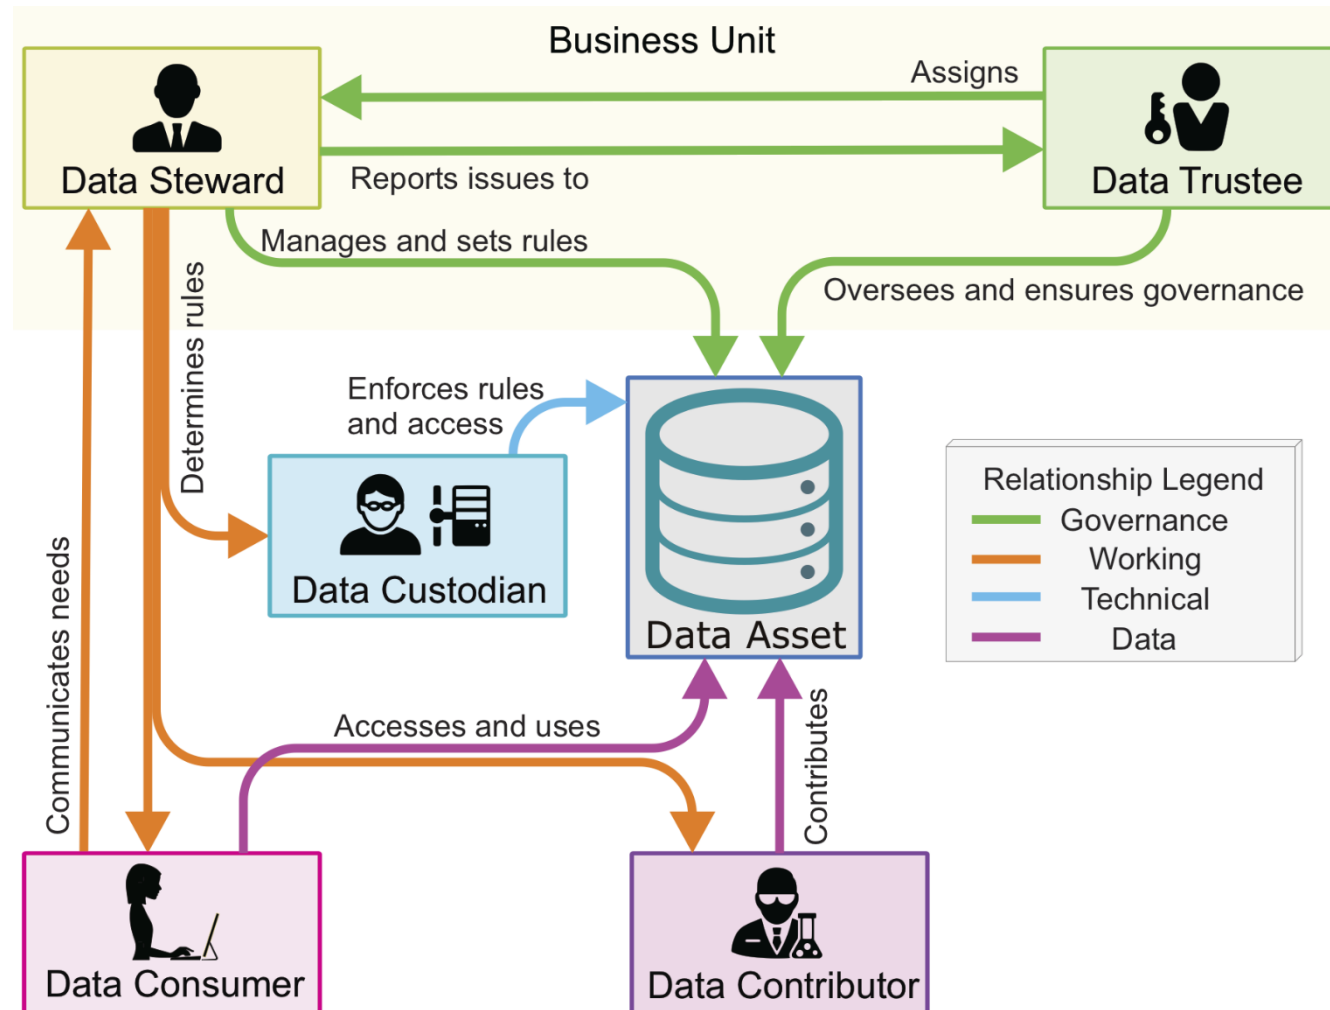 Business Unit
Assigns
Data Steward
Reports issues to
Data Trustee
Manages and sets rules
Oversees and ensures governance
Determines rules
Enforces rules
and access
Data Custodian
Data Asset
Relationship Legend
Governance
Working
Technical
Data
Communicates needs
Accesses and uses
Contributes
Data Consumer
Data Contributor